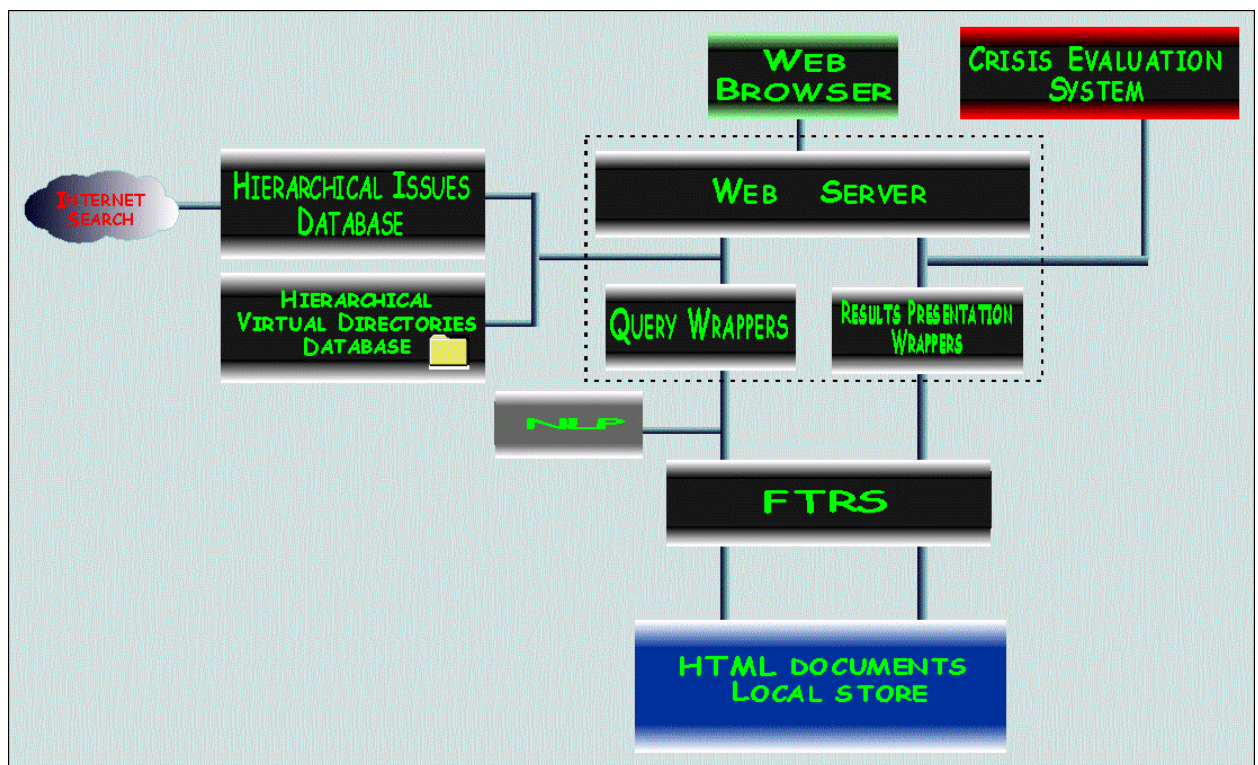 WEB
BROWSER
CRISIS EVALUATION
SYSTEM
INTERNET
SEARCH
HIERARCHICAL ISSUES
DATABASE
WEB SERVER
HIERARCHICAL
VIRTUAL DIRECTORIES
DATABASE
QUERY WRAPPERS
RESULTS PRESENTATION
WRAPPERS
NLP
FTRS
HTML DOCUMENTS
LOCAL STORE